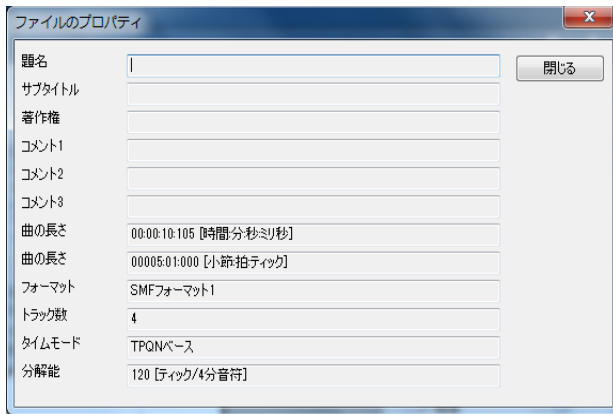 ファイルのプロパティ
題名
閉じる
サブタイトル
著作権
コメント1
コメント2
コメント3
曲の長さ 00:00:10:105 [時間:分:秒:ミリ秒]
曲の長さ 00005:01:000 [小節:拍:ティック]
フォーマット SMFフォーマット1
トラック数 4
タイムモード TPQNベース
分解能 120 [ティック/4分音符]